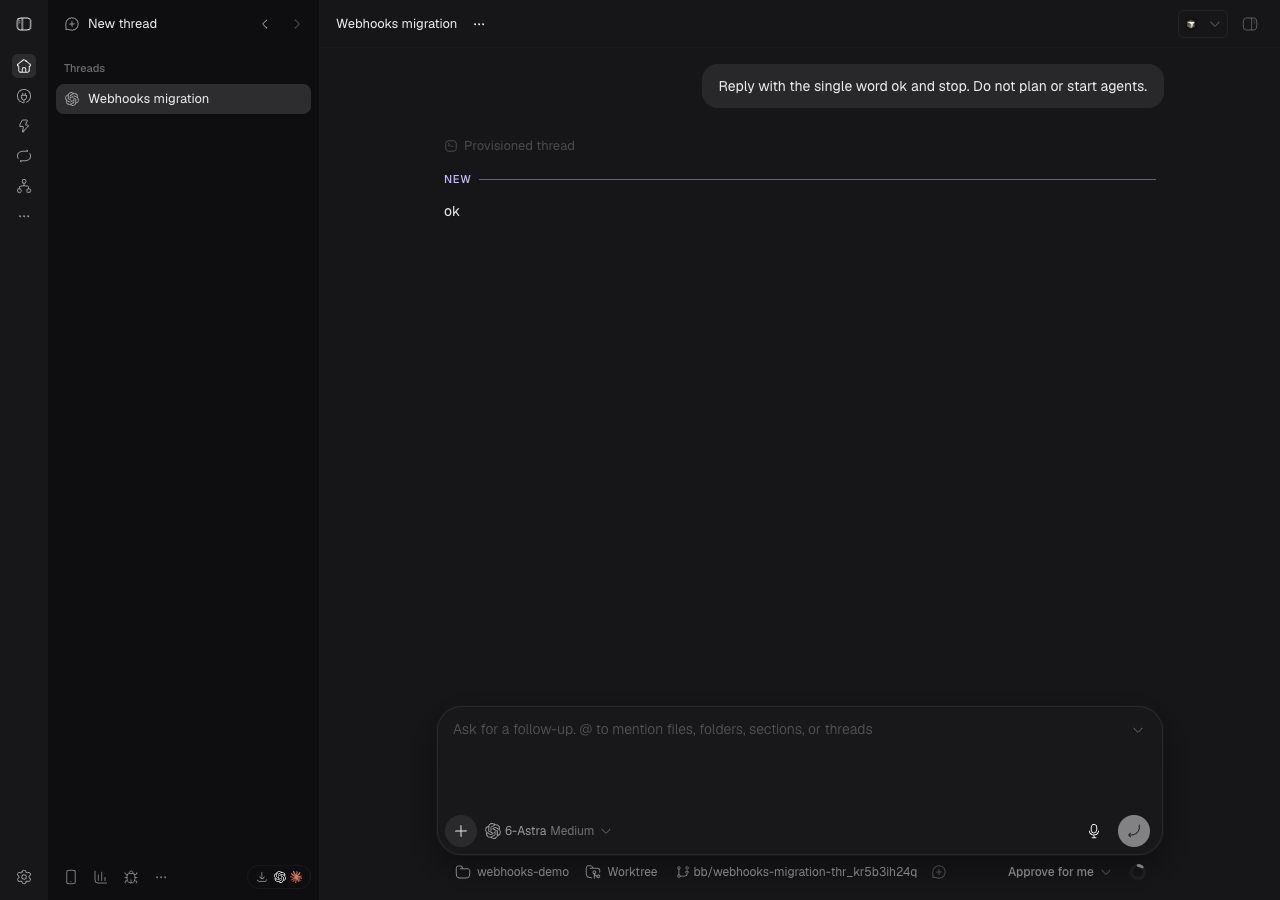 New thread
Threads
Webhooks migration
Webhooks migration
Reply with the single word ok and stop. Do not plan or start agents.
Provisioned thread
NEW
ok
Ask for a follow-up. @ to mention files, folders, sections, or threads
6-Astra Medium
webhooks-demo
Worktree
bb/webhooks-migration-thr_kr5b3ih24q
Approve for me